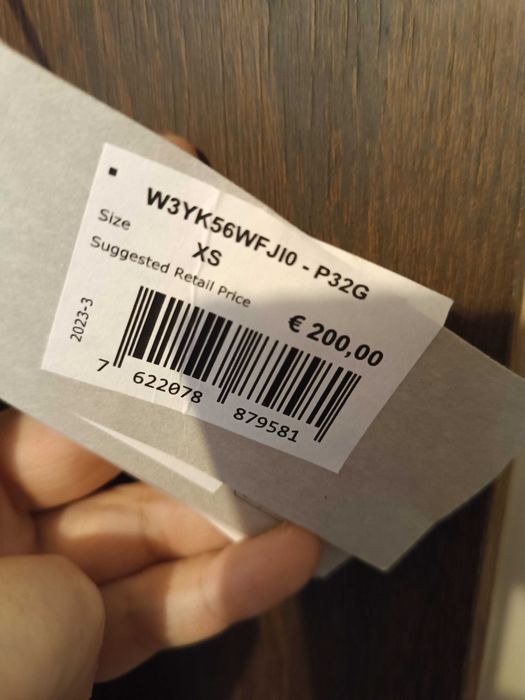 W3YK56WFJI0 - P32G
Size
XS
Suggested Retail Price
€ 200,00
2023-3
7 622078 879581